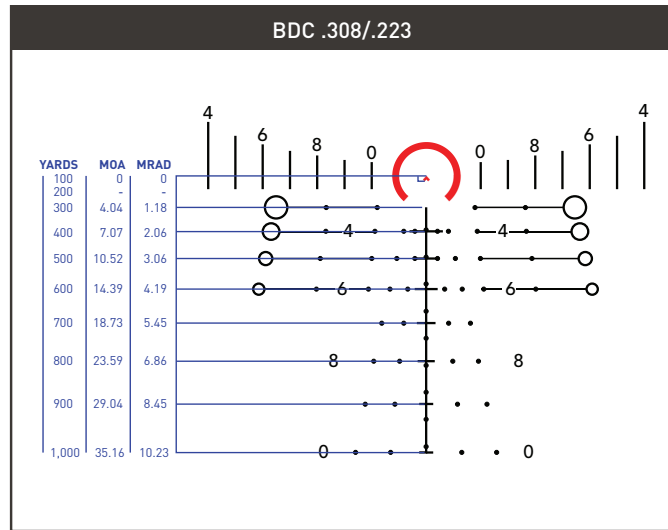 BDC .308/.223
4 4
6 8 0 0 8 6
YARDS MOA MRAD
100 0 0
200 - -
300 4.04 1.18
400 7.07 2.06 4 4
500 10.52 3.06
600 14.39 4.19 6 6
700 18.73 5.45
800 23.59 6.86 8 8
900 29.04 8.45
1,000 35.16 10.23 0 0